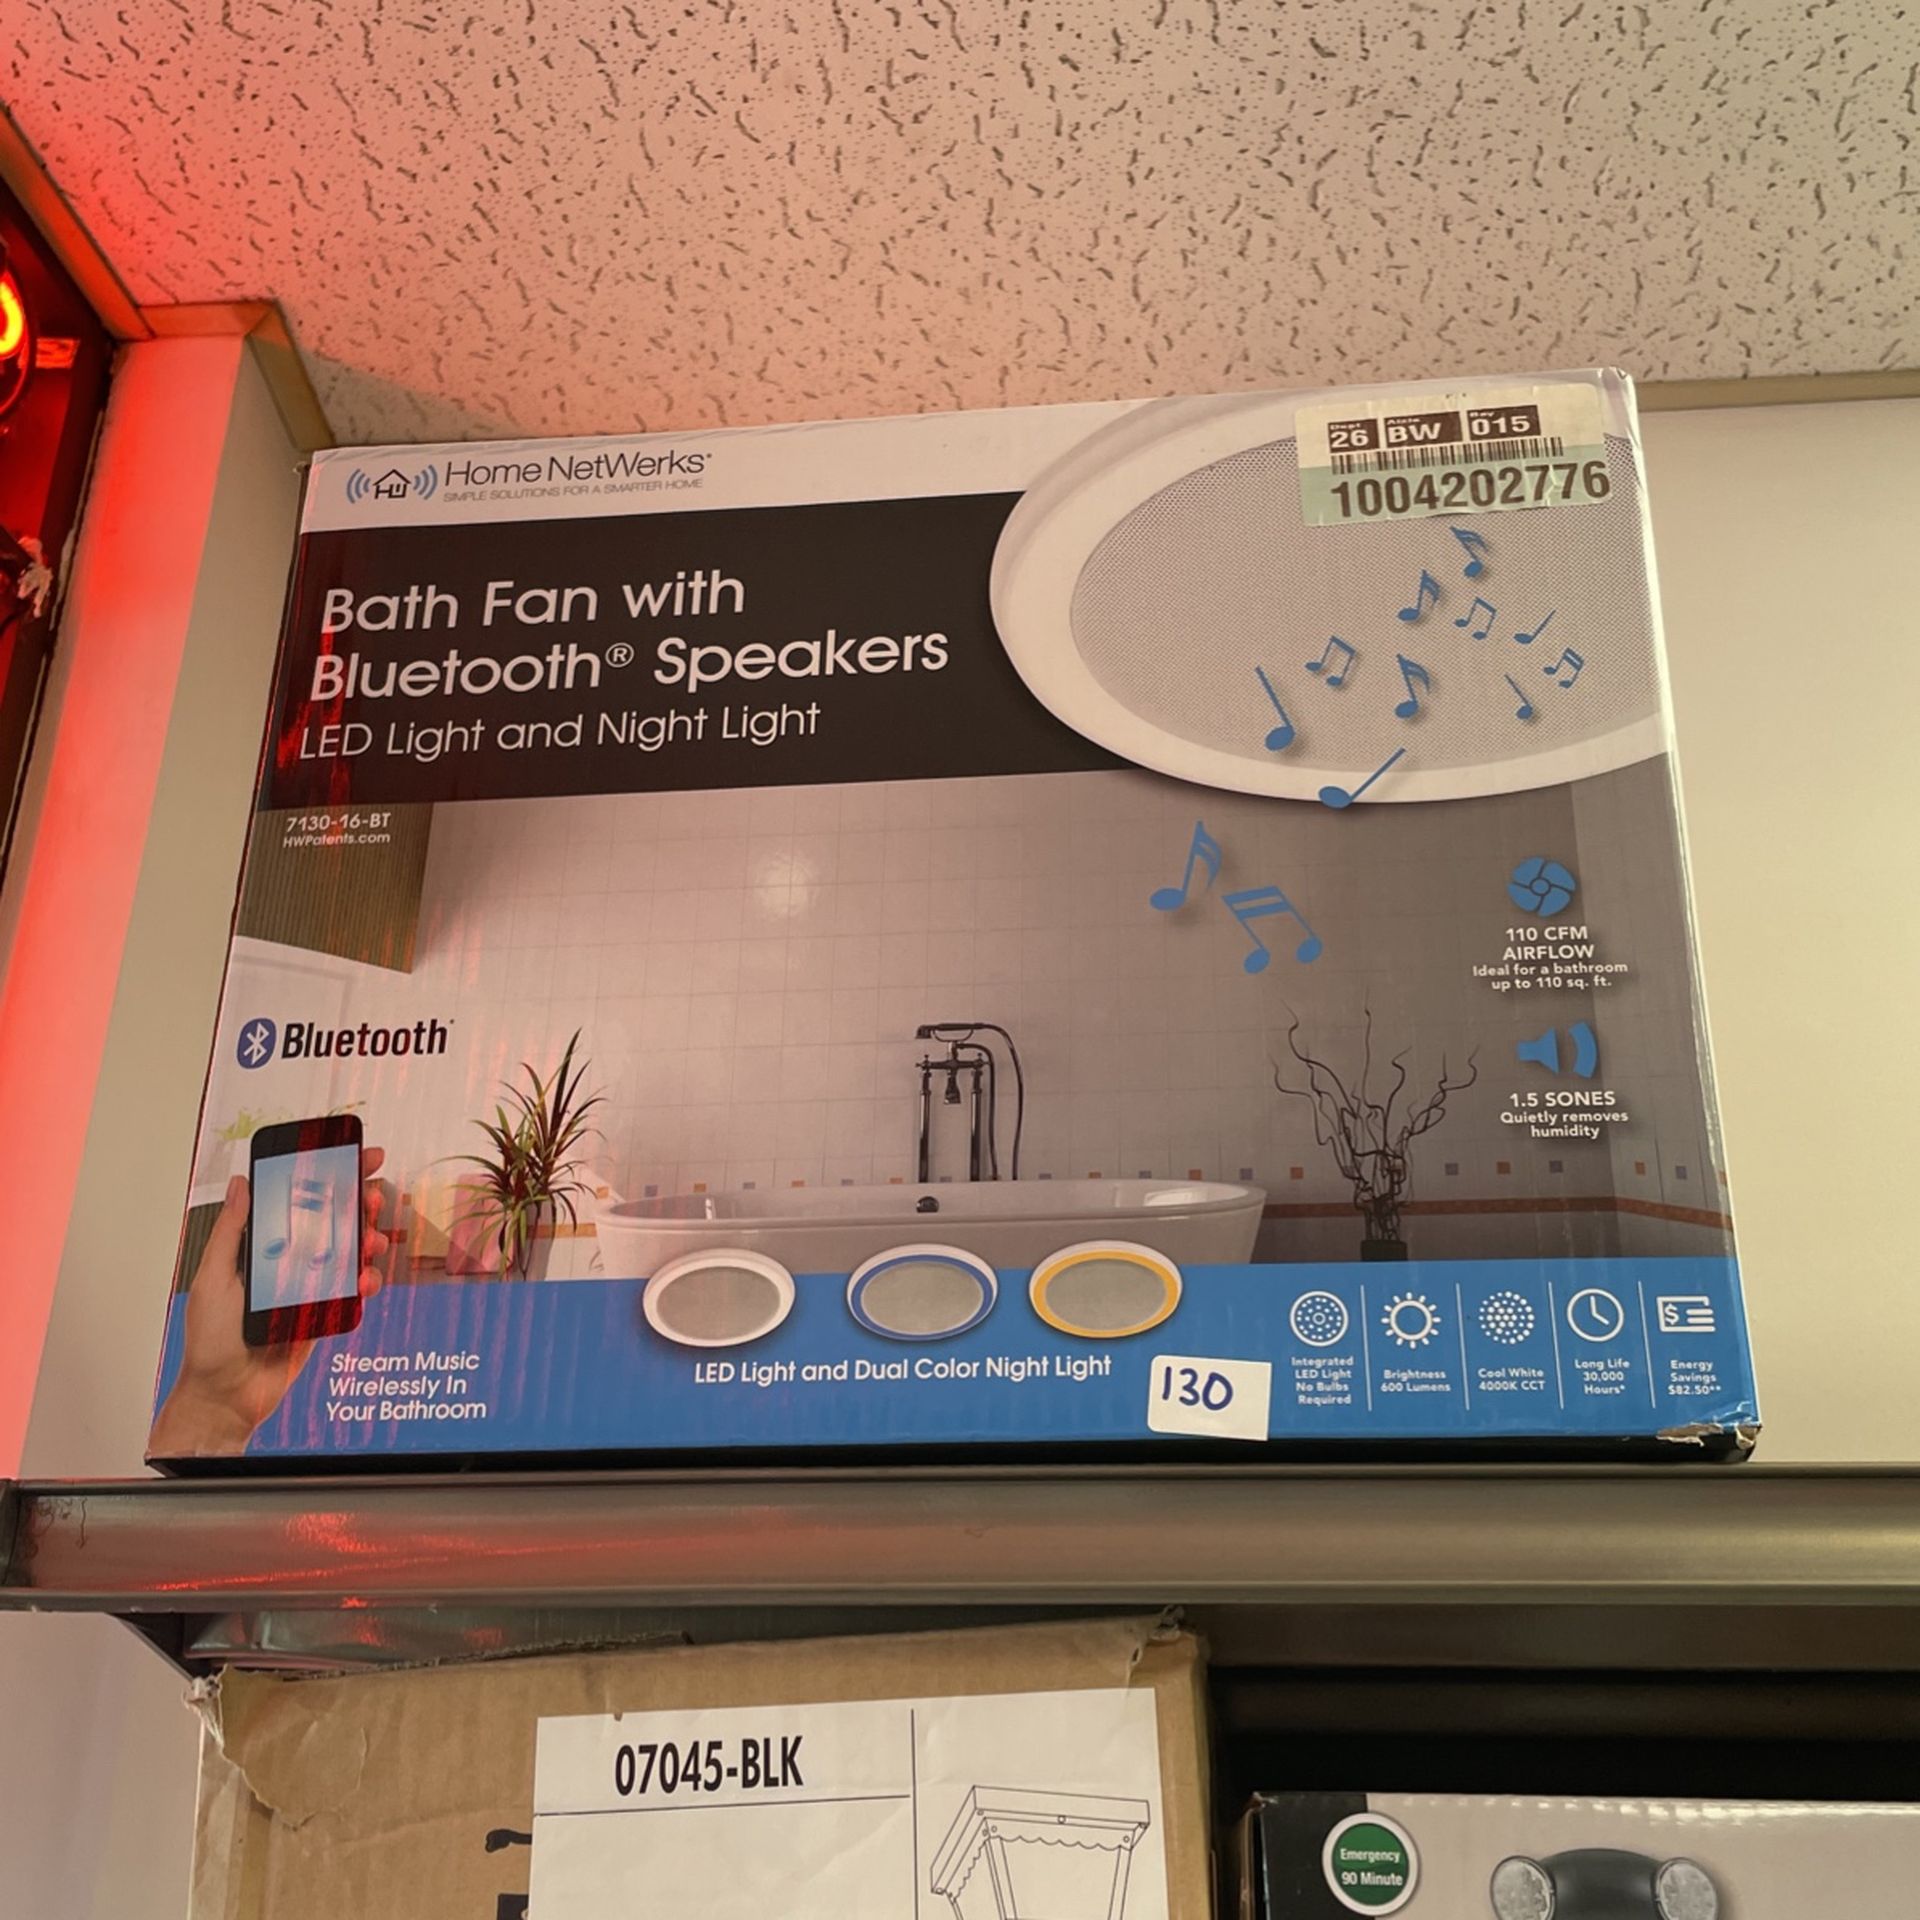 Home NetWerks
SIMPLE SOLUTIONS FOR A SMARTER HOME
Dept Aisle Bay
26 BW 015
1004202776
Bath Fan with
Bluetooth® Speakers
LED Light and Night Light
7130-16-BT
HWPatents.com
110 CFM
AIRFLOW
Ideal for a bathroom
up to 110 sq. ft.
Bluetooth
1.5 SONES
Quietly removes
humidity
Stream Music
Wirelessly In
Your Bathroom
LED Light and Dual Color Night Light
130
Integrated
LED Light
No Bulbs
Required
Brightness
600 Lumens
Cool White
4000K CCT
Long Life
30,000
Hours*
Energy
Savings
$82.50**
07045-BLK
Emergency
90 Minute